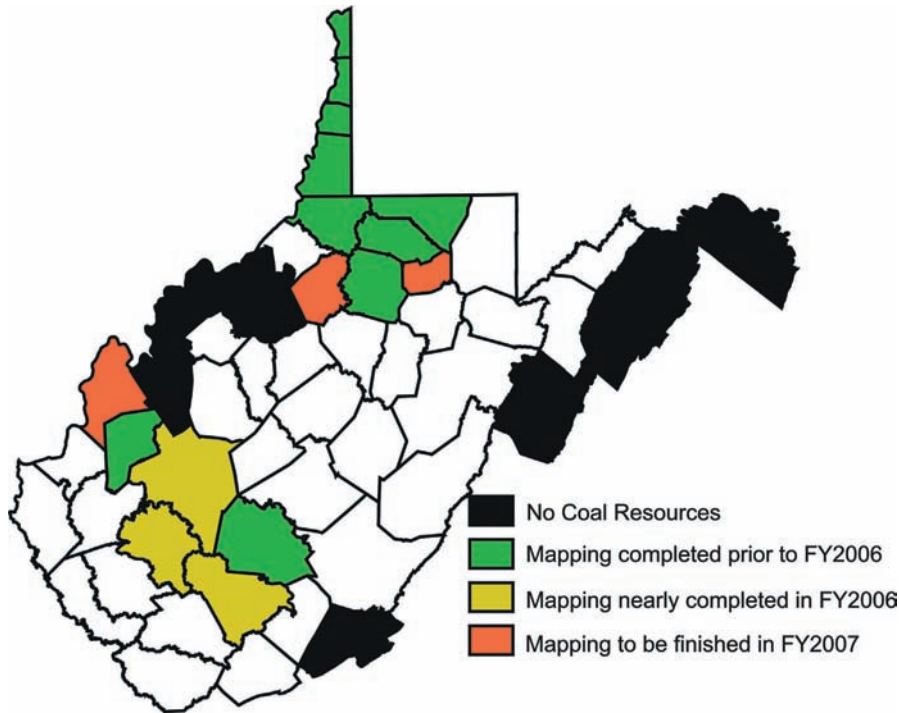 No Coal Resources
Mapping completed prior to FY2006
Mapping nearly completed in FY2006
Mapping to be finished in FY2007